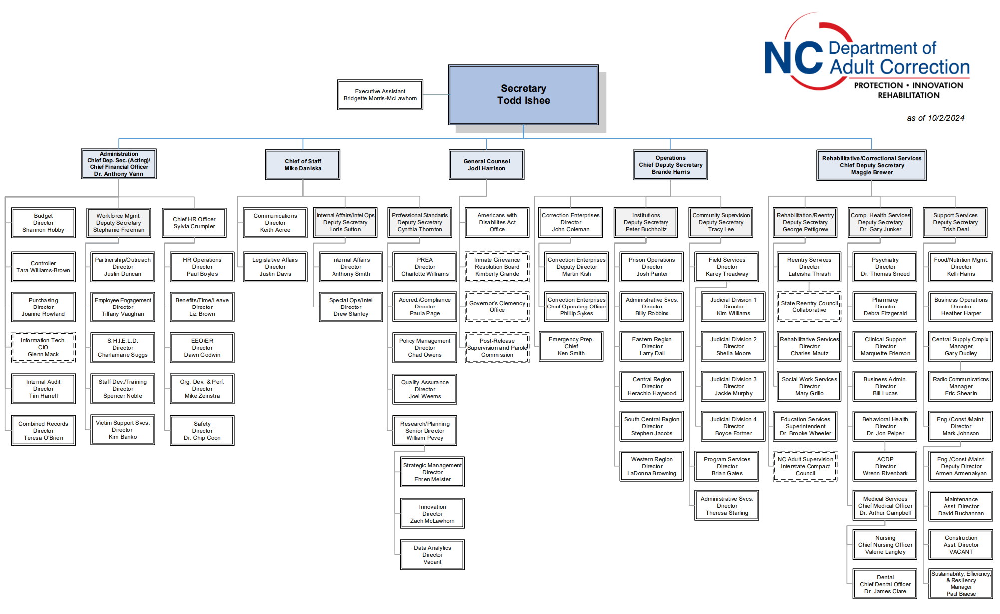 NC Department of
Adult Correction
PROTECTION • INNOVATION
REHABILITATION
as of 10/2/2024
Secretary
Todd Ishee
Executive Assistant
Bridgette Morris-McLawhorn
Administration
Chief Dep. Sec. (Acting)/
Chief Financial Officer
Dr. Anthony Vann
Chief of Staff
Mike Daniska
General Counsel
Jodi Harrison
Operations
Chief Deputy Secretary
Brande Harris
Rehabilitative/Correctional Services
Chief Deputy Secretary
Maggie Brewer
Budget
Director
Shannon Hobby
Controller
Tara Williams-Brown
Purchasing
Director
Joanne Rowland
Information Tech.
CIO
Glenn Mack
Internal Audit
Director
Tim Harrell
Combined Records
Director
Teresa O'Brien
Workforce Mgmt.
Deputy Secretary
Stephanie Freeman
Partnership/Outreach
Director
Justin Duncan
Employee Engagement
Director
Tiffany Vaughan
S.H.I.E.L.D.
Director
Charlamane Suggs
Staff Dev./Training
Director
Spencer Noble
Victim Support Svcs.
Director
Kim Banko
Chief HR Officer
Sylvia Crumpler
HR Operations
Director
Paul Boyles
Benefits/Time/Leave
Director
Liz Brown
EEO/ER
Director
Dawn Godwin
Org. Dev. & Perf.
Director
Mike Zeinstra
Safety
Director
Dr. Chip Coon
Communications
Director
Keith Acree
Legislative Affairs
Director
Justin Davis
Internal Affairs/Intel Ops
Deputy Secretary
Loris Sutton
Internal Affairs
Director
Anthony Smith
Special Ops/Intel
Director
Drew Stanley
Professional Standards
Deputy Secretary
Cynthia Thornton
PREA
Director
Charlotte Williams
Accred./Compliance
Director
Paula Page
Policy Management
Director
Chad Owens
Quality Assurance
Director
Joel Weems
Research/Planning
Senior Director
William Pevey
Strategic Management
Director
Ehren Meister
Innovation
Director
Zach McLawhorn
Data Analytics
Director
Vacant
Americans with
Disabilites Act
Office
Inmate Grievance
Resolution Board
Kimberly Grande
Governor's Clemency
Office
Post-Release
Supervision and Parole
Commission
Correction Enterprises
Director
John Coleman
Correction Enterprises
Deputy Director
Martin Kish
Correction Enterprises
Chief Operating Officer
Phillip Sykes
Emergency Prep.
Chief
Ken Smith
Institutions
Deputy Secretary
Peter Buchholtz
Prison Operations
Director
Josh Panter
Administrative Svcs.
Director
Billy Robbins
Eastern Region
Director
Larry Dail
Central Region
Director
Herachio Haywood
South Central Region
Director
Stephen Jacobs
Western Region
Director
LaDonna Browning
Community Supervision
Deputy Secretary
Tracy Lee
Field Services
Director
Karey Treadway
Judicial Division 1
Director
Kim Williams
Judicial Division 2
Director
Sheila Moore
Judicial Division 3
Director
Jackie Murphy
Judicial Division 4
Director
Boyce Fortner
Program Services
Director
Brian Gates
Administrative Svcs.
Director
Theresa Starling
Rehabilitation/Reentry
Deputy Secretary
George Pettigrew
Reentry Services
Director
Lateisha Thrash
State Reentry Council
Collaborative
Rehabilitative Services
Director
Charles Mautz
Social Work Services
Director
Mary Grillo
Education Services
Superintendent
Dr. Brooke Wheeler
NC Adult Supervision
Interstate Compact
Council
Comp. Health Services
Deputy Secretary
Dr. Gary Junker
Psychiatry
Director
Dr. Thomas Sneed
Pharmacy
Director
Debra Fitzgerald
Clinical Support
Director
Marquette Frierson
Business Admin.
Director
Bill Lucas
Behavioral Health
Director
Dr. Jon Peiper
ACDP
Director
Wrenn Rivenbark
Medical Services
Chief Medical Officer
Dr. Arthur Campbell
Nursing
Chief Nursing Officer
Valerie Langley
Dental
Chief Dental Officer
Dr. James Clare
Support Services
Deputy Secretary
Trish Deal
Food/Nutrition Mgmt.
Director
Kelli Harris
Business Operations
Director
Heather Harper
Central Supply Cmplx.
Manager
Gary Dudley
Radio Communications
Manager
Eric Shearin
Eng./Const./Maint.
Director
Mark Johnson
Eng./Const./Maint.
Deputy Director
Armen Armenakyan
Maintenance
Asst. Director
David Buchannan
Construction
Asst. Director
VACANT
Sustainability, Efficiency,
& Resiliency
Manager
Paul Braese